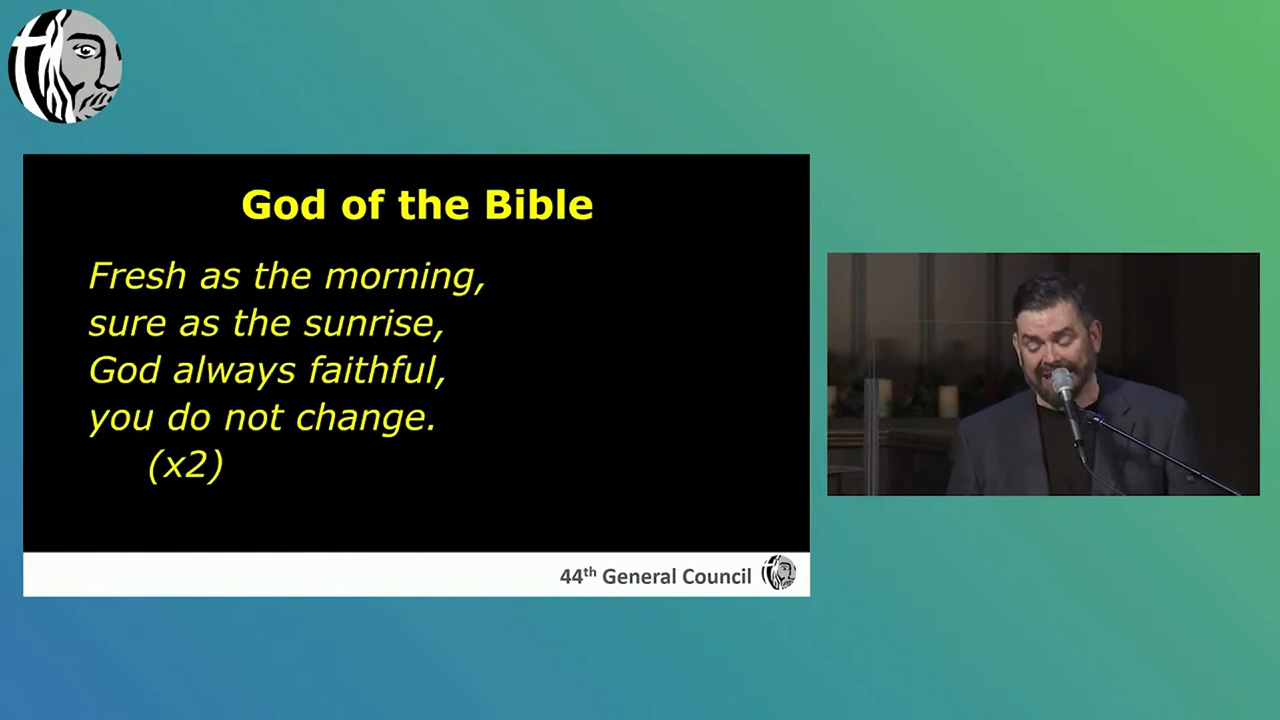 God of the Bible
Fresh as the morning,
sure as the sunrise,
God always faithful,
you do not change.
(x2)
44th General Council